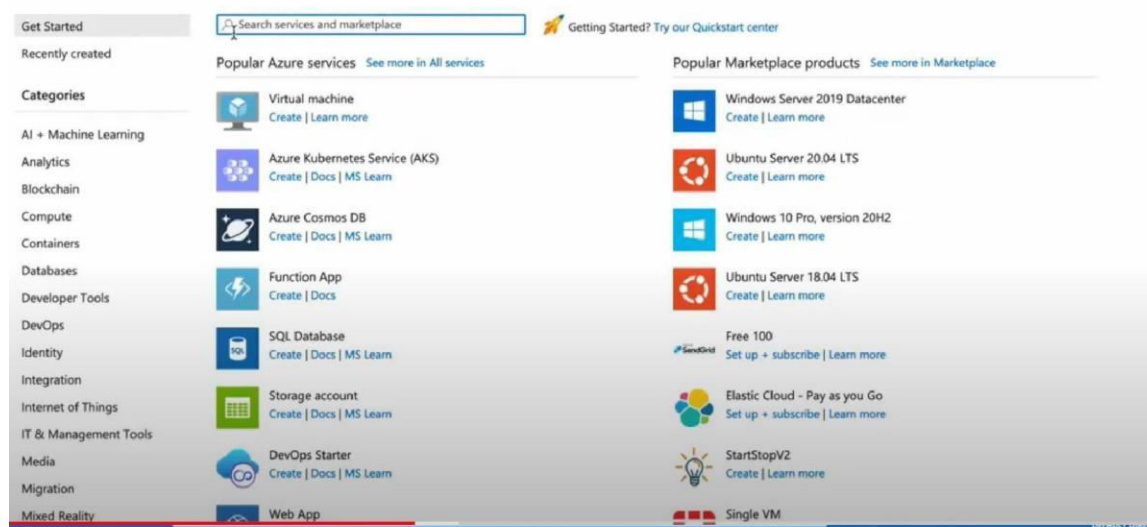 Get Started
Recently created
Categories
AI + Machine Learning
Analytics
Blockchain
Compute
Containers
Databases
Developer Tools
DevOps
Identity
Integration
Internet of Things
IT & Management Tools
Media
Migration
Mixed Reality
Search services and marketplace
Getting Started? Try our Quickstart center
Popular Azure services See more in All services
Virtual machine
Create | Learn more
Azure Kubernetes Service (AKS)
Create | Docs | MS Learn
Azure Cosmos DB
Create | Docs | MS Learn
Function App
Create | Docs
SQL
SQL Database
Create | Docs | MS Learn
Storage account
Create | Docs | MS Learn
DevOps Starter
Create | Docs | MS Learn
Web App
Popular Marketplace products See more in Marketplace
Windows Server 2019 Datacenter
Create | Learn more
Ubuntu Server 20.04 LTS
Create | Learn more
Windows 10 Pro, version 20H2
Create | Learn more
Ubuntu Server 18.04 LTS
Create | Learn more
SendGrid
Free 100
Set up + subscribe | Learn more
Elastic Cloud - Pay as you Go
Set up + subscribe | Learn more
StartStopV2
Create | Learn more
Single VM